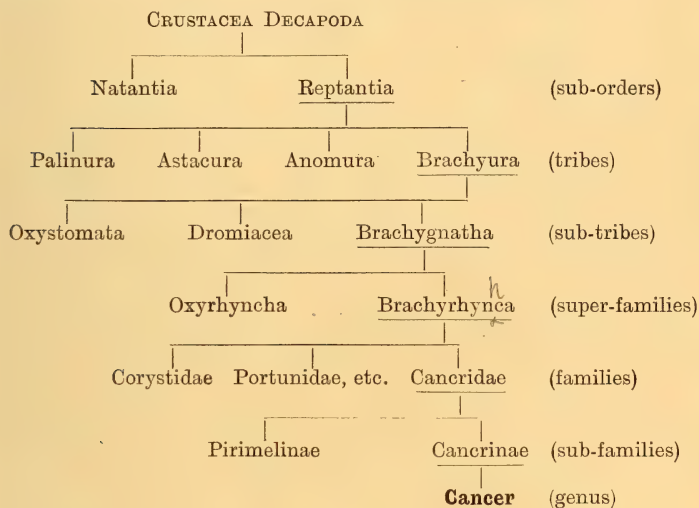 CRUSTACEA DECAPODA
Natantia Reptantia (sub-orders)
Palinura Astacura Anomura Brachyura (tribes)
Oxystomata Dromiacea Brachygnatha (sub-tribes)
h
Oxyrhyncha Brachyrhynca (super-families)
Corystidae Portunidae, etc. Cancridae (families)
Pirimelinae Cancrinae (sub-families)
Cancer (genus)